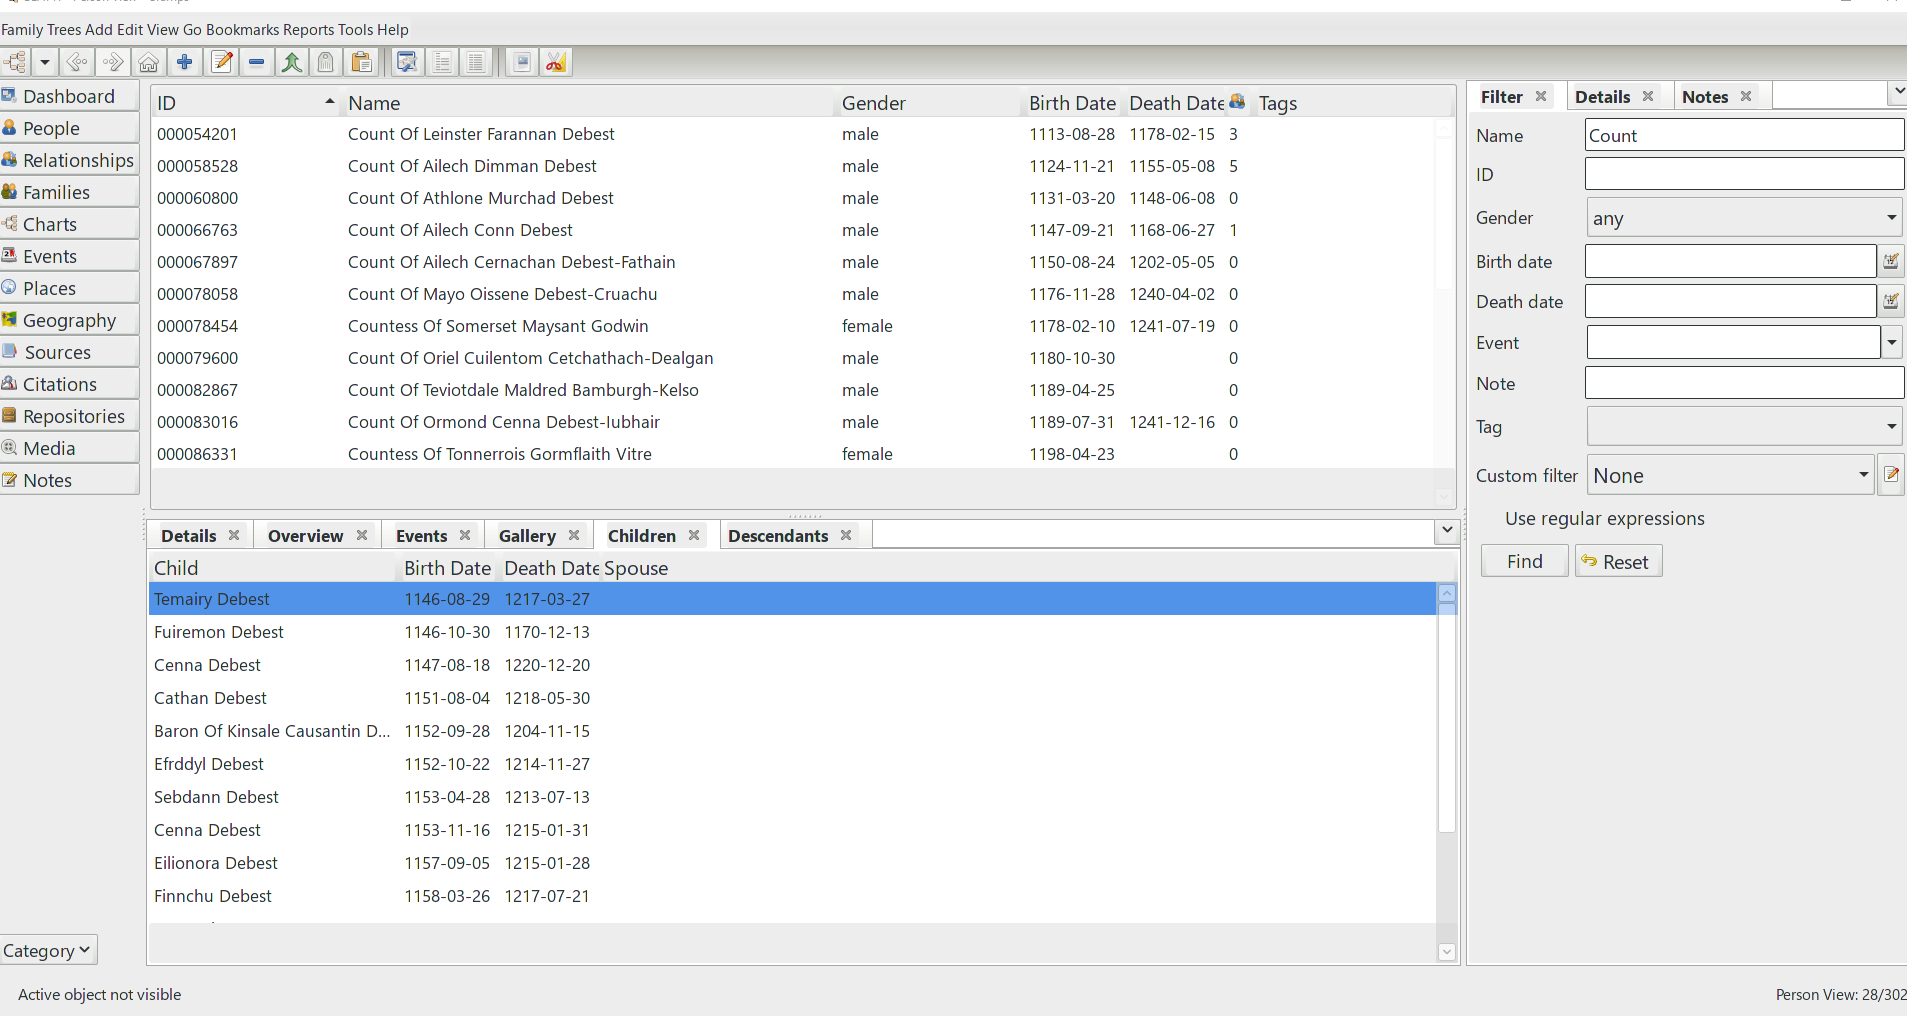 Family Trees Add Edit View Go Bookmarks Reports Tools Help
Dashboard
People
Relationships
Families
Charts
Events
Places
Geography
Sources
Citations
Repositories
Media
Notes
Category
ID Name Gender Birth Date Death Date Tags
000054201 Count Of Leinster Farannan Debest male 1113-08-28 1178-02-15 3
000058528 Count Of Ailech Dimman Debest male 1124-11-21 1155-05-08 5
000060800 Count Of Athlone Murchad Debest male 1131-03-20 1148-06-08 0
000066763 Count Of Ailech Conn Debest male 1147-09-21 1168-06-27 1
000067897 Count Of Ailech Cernachan Debest-Fathain male 1150-08-24 1202-05-05 0
000078058 Count Of Mayo Oissene Debest-Cruachu male 1176-11-28 1240-04-02 0
000078454 Countess Of Somerset Maysant Godwin female 1178-02-10 1241-07-19 0
000079600 Count Of Oriel Cuilentom Cetchathach-Dealgan male 1180-10-30 0
000082867 Count Of Teviotdale Maldred Bamburgh-Kelso male 1189-04-25 0
000083016 Count Of Ormond Cenna Debest-Iubhair male 1189-07-31 1241-12-16 0
000086331 Countess Of Tonnerrois Gormflaith Vitre female 1198-04-23 0
Details Overview Events Gallery Children Descendants
Child Birth Date Death Date Spouse
Temairy Debest 1146-08-29 1217-03-27
Fuiremon Debest 1146-10-30 1170-12-13
Cenna Debest 1147-08-18 1220-12-20
Cathan Debest 1151-08-04 1218-05-30
Baron Of Kinsale Causantin D... 1152-09-28 1204-11-15
Efrddyl Debest 1152-10-22 1214-11-27
Sebdann Debest 1153-04-28 1213-07-13
Cenna Debest 1153-11-16 1215-01-31
Eilionora Debest 1157-09-05 1215-01-28
Finnchu Debest 1158-03-26 1217-07-21
Filter Details Notes
Name Count
ID
Gender any
Birth date
Death date
Event
Note
Tag
Custom filter None
Use regular expressions
Find Reset
Active object not visible
Person View: 28/302